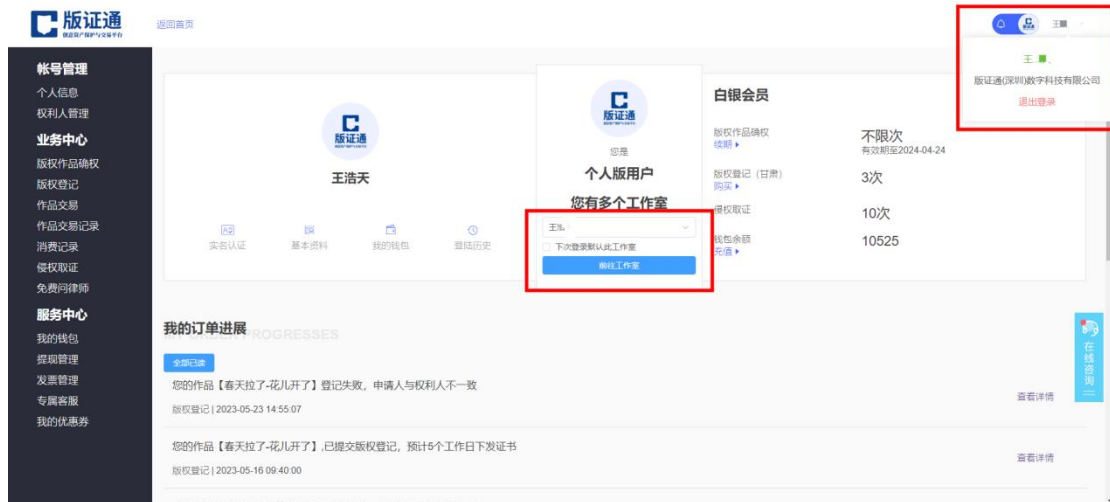 版证通
创意资产保护与交易平台
返回首页
王
王
版证通(深圳)数字科技有限公司
退出登录
帐号管理
个人信息
权利人管理
业务中心
版权作品确权
版权登记
作品交易
作品交易记录
消费记录
侵权取证
免费问律师
服务中心
我的钱包
提现管理
发票管理
专属客服
我的优惠券
版证通
王浩天
实名认证
基本资料
我的钱包
登陆历史
版证通
您是
个人版用户
您有多个工作室
下次登录默认此工作室
前往工作室
白银会员
版权作品确权
续期
不限次
有效期至2024-04-24
版权登记（甘肃）
购买
3次
侵权取证
10次
钱包余额
充值
10525
我的订单进展
PROGRESSES
全部已读
您的作品【春天拉了-花儿开了】登记失败，申请人与权利人不一致
版权登记 | 2023-05-23 14:55:07
查看详情
您的作品【春天拉了-花儿开了】,已提交版权登记，预计5个工作日下发证书
版权登记 | 2023-05-16 09:40:00
查看详情
在线咨询